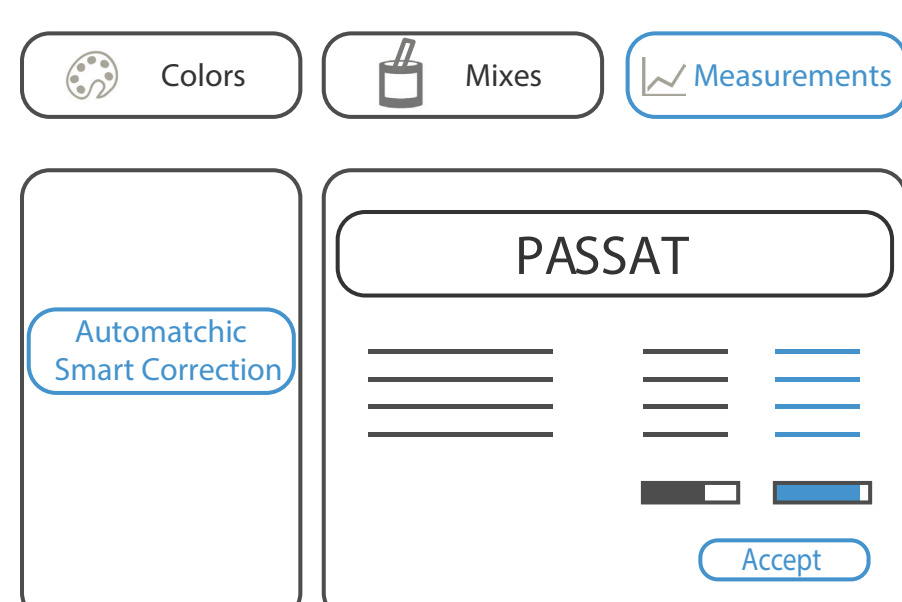 Colors
Mixes
Measurements
PASSAT
Automatchic
Smart Correction
Accept